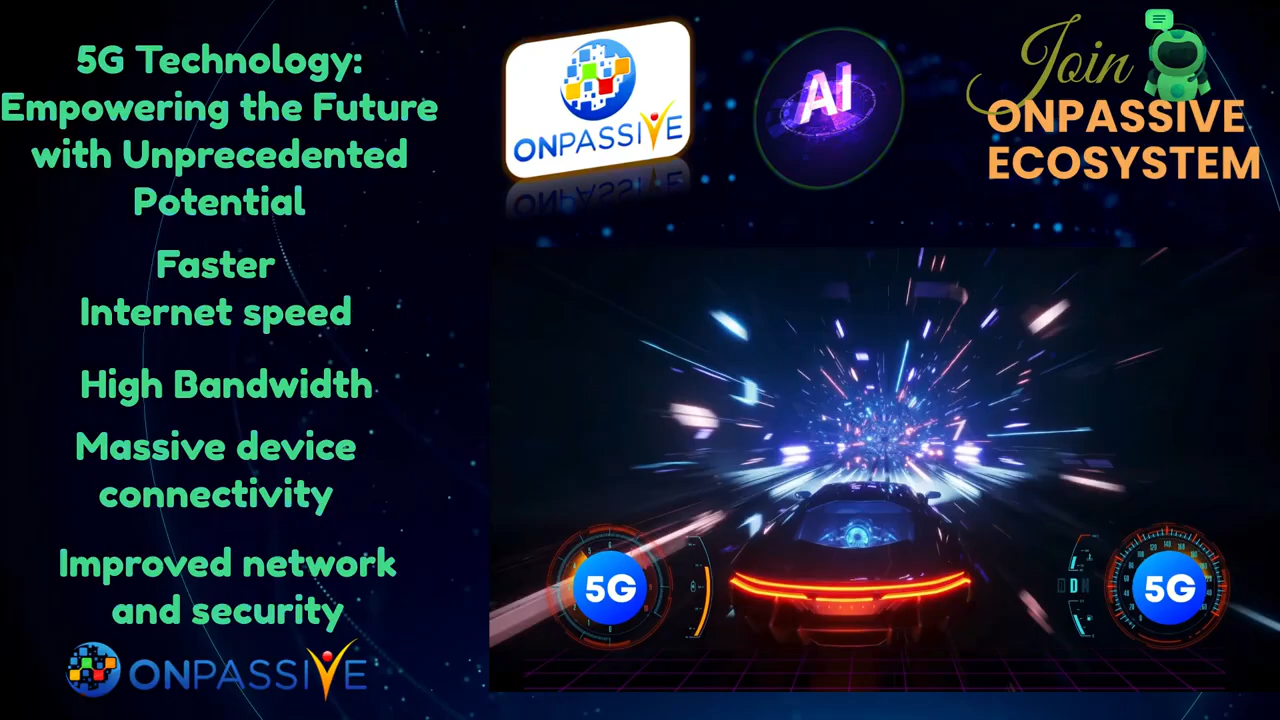 5G Technology:
Empowering the Future
with Unprecedented
Potential
Faster
Internet speed
High Bandwidth
Massive device
connectivity
Improved network
and security
ONPASSIVE
ONPASSIVE
AI
Join
ONPASSIVE
ECOSYSTEM
5G
D
5G